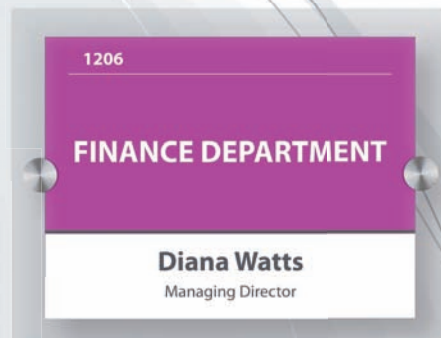 1206
FINANCE DEPARTMENT
Diana Watts
Managing Director